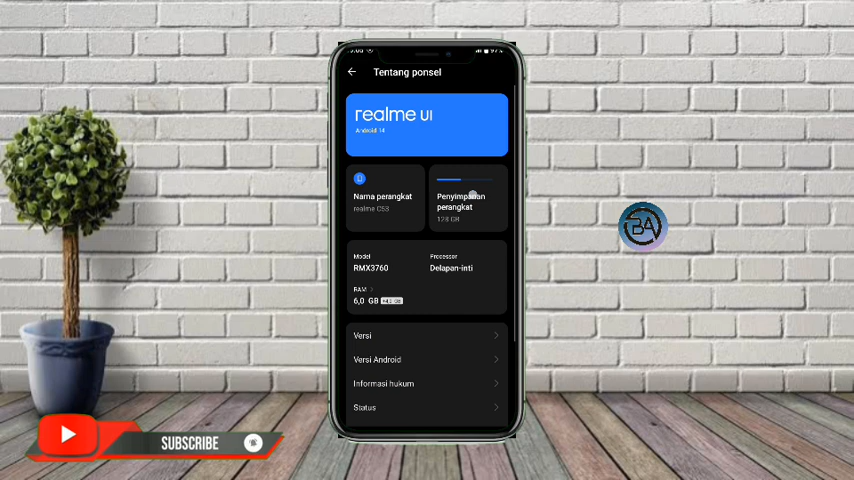 Tentang ponsel
realme UI
Android 14
Nama perangkat
realme C53
Penyimpanan
perangkat
128 GB
Model
RMX3760
Processor
Delapan-inti
RAM
6,0 GB
Versi
Versi Android
Informasi hukum
Status
SUBSCRIBE
BA